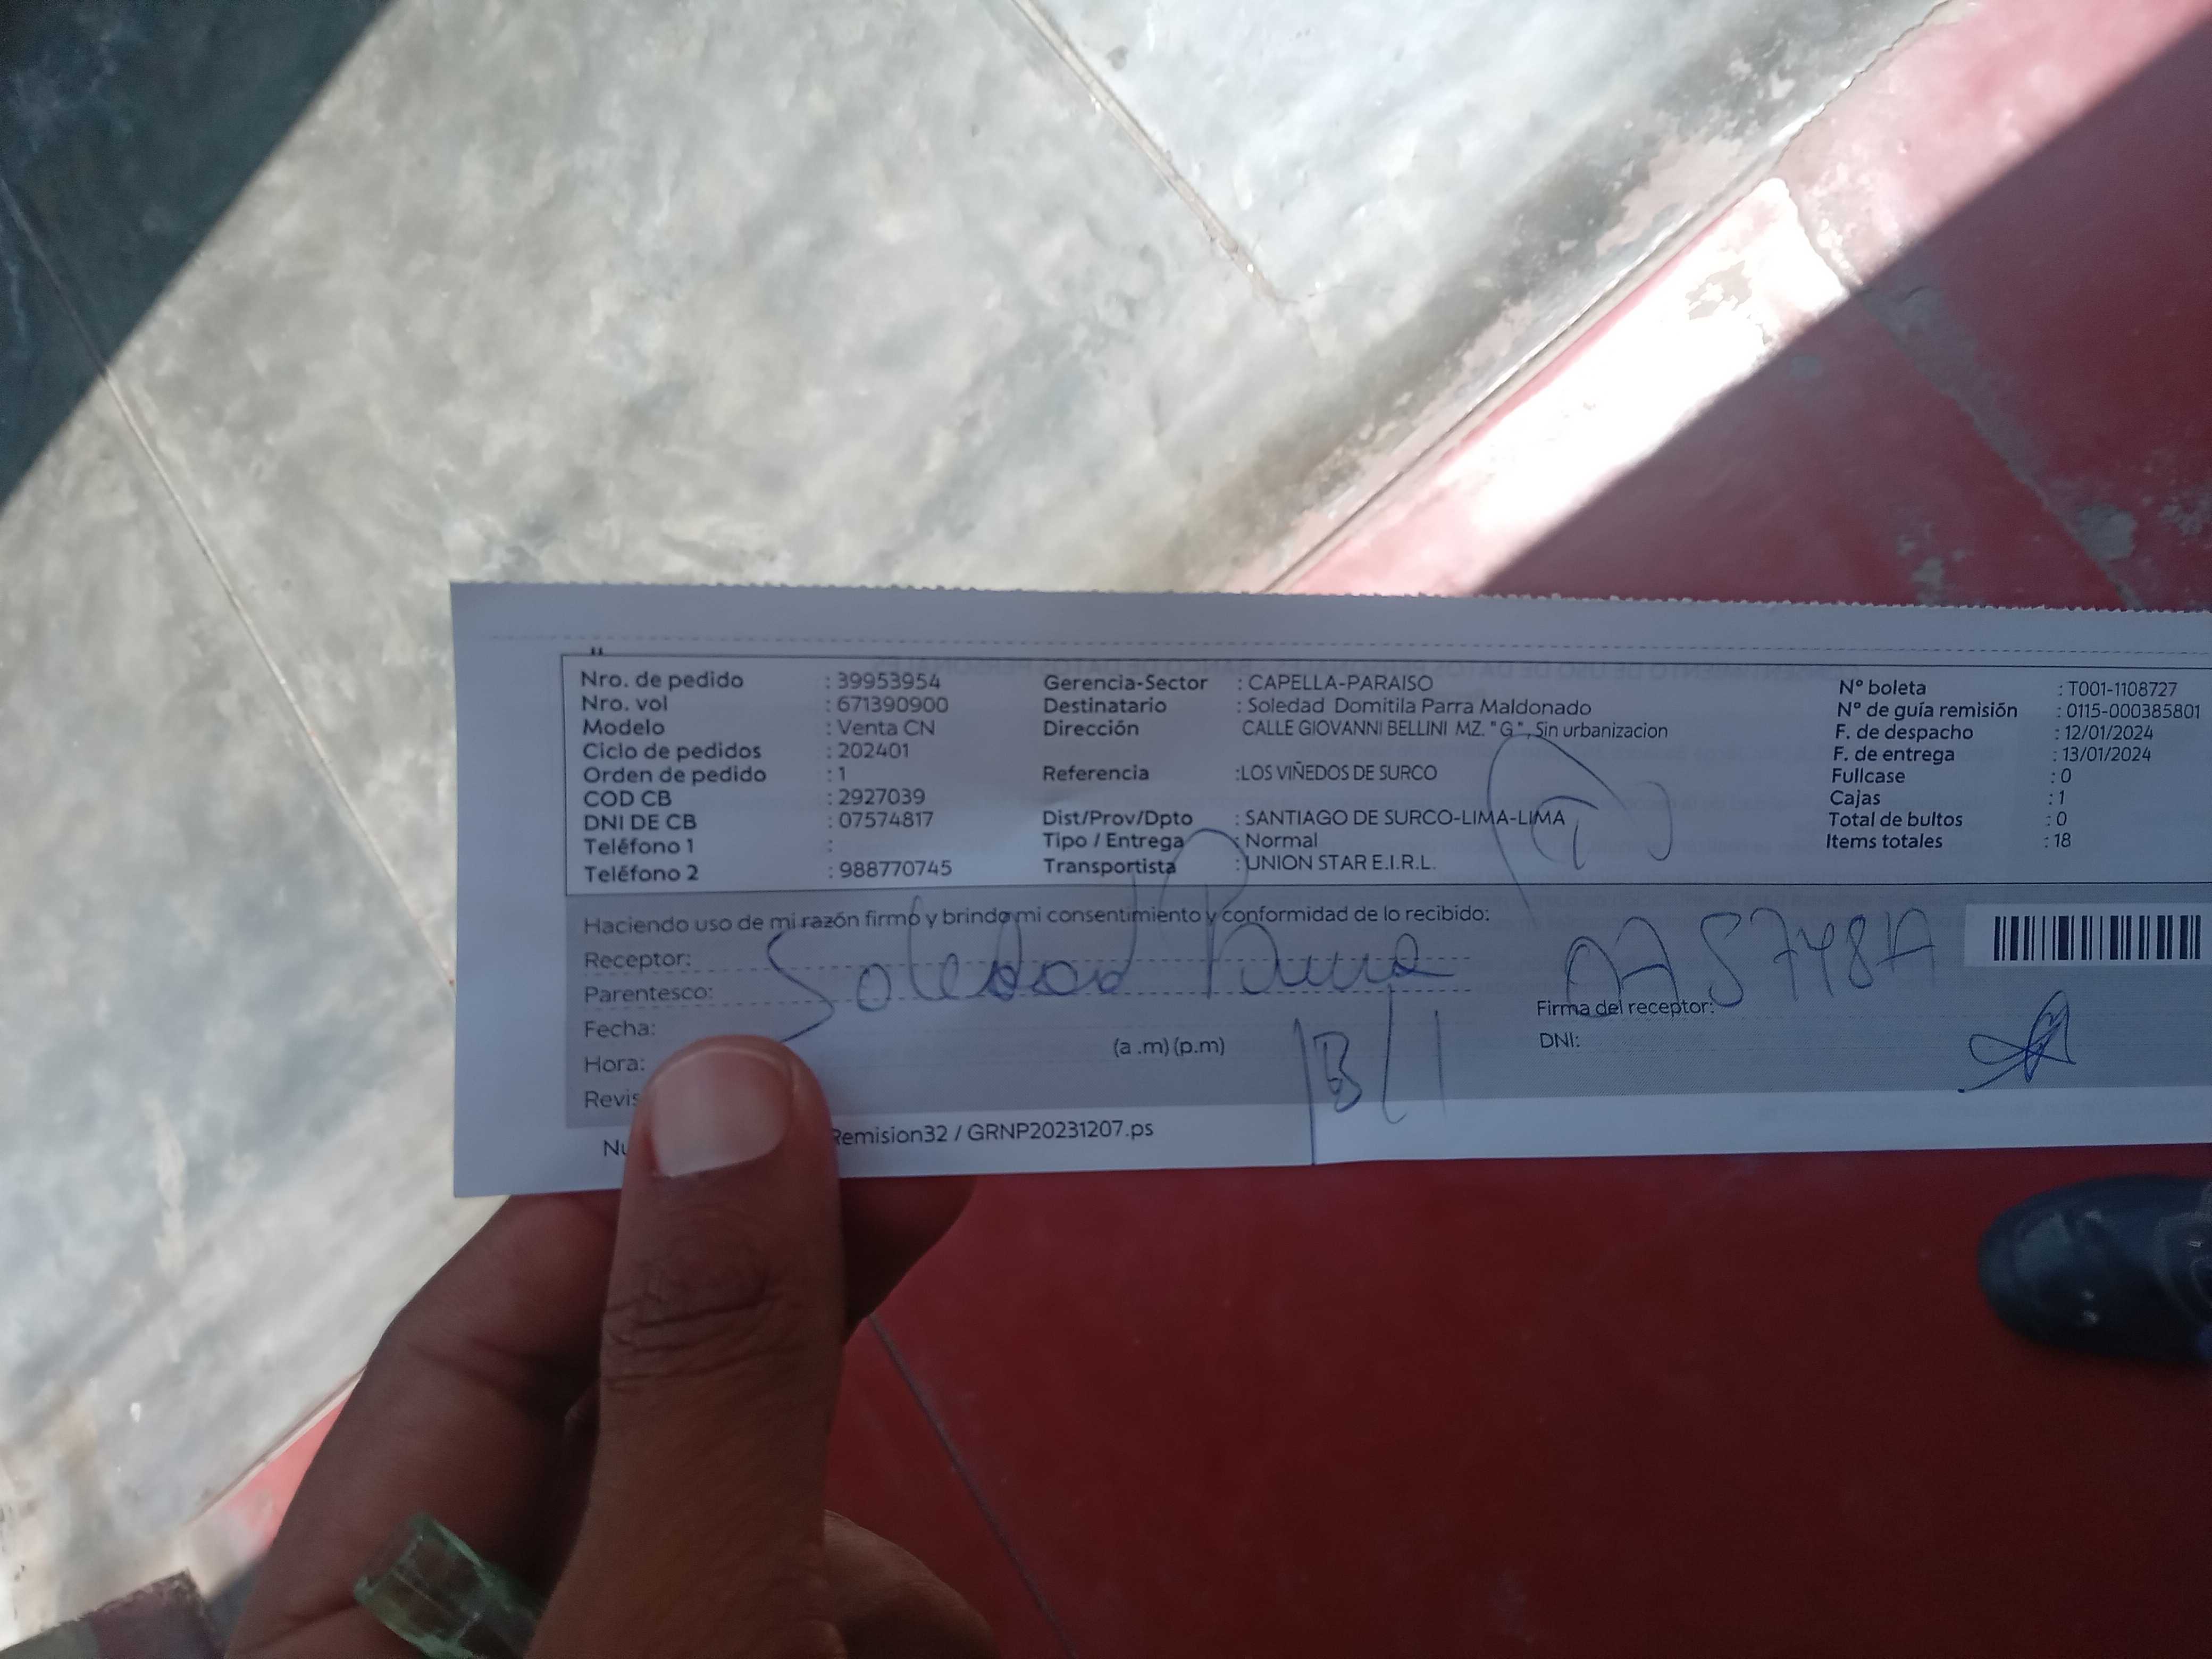 Nro. de pedido : 39953954 Gerencia-Sector : CAPELLA-PARAISO Nº boleta : T001-1108727
Nro. vol : 671390900 Destinatario : Soledad Domitila Parra Maldonado Nº de guía remisión : 0115-000385801
Modelo : Venta CN Dirección CALLE GIOVANNI BELLINI MZ. "G", Sin urbanizacion F. de despacho : 12/01/2024
Ciclo de pedidos : 202401 F. de entrega : 13/01/2024
Orden de pedido : 1 Referencia :LOS VIÑEDOS DE SURCO Fullcase : 0
COD CB : 2927039 Cajas : 1
DNI DE CB : 07574817 Dist/Prov/Dpto : SANTIAGO DE SURCO-LIMA-LIMA Total de bultos : 0
Teléfono 1 : Tipo / Entrega : Normal Items totales : 18
Teléfono 2 : 988770745 Transportista : UNION STAR E.I.R.L.
Haciendo uso de mi razón firmo y brindo mi consentimiento y conformidad de lo recibido:
Receptor: Soledad Parra
Parentesco:
Firma del receptor:
Fecha: 13/1
(a .m) (p.m) DNI:
Hora:
Remision32 / GRNP20231207.ps